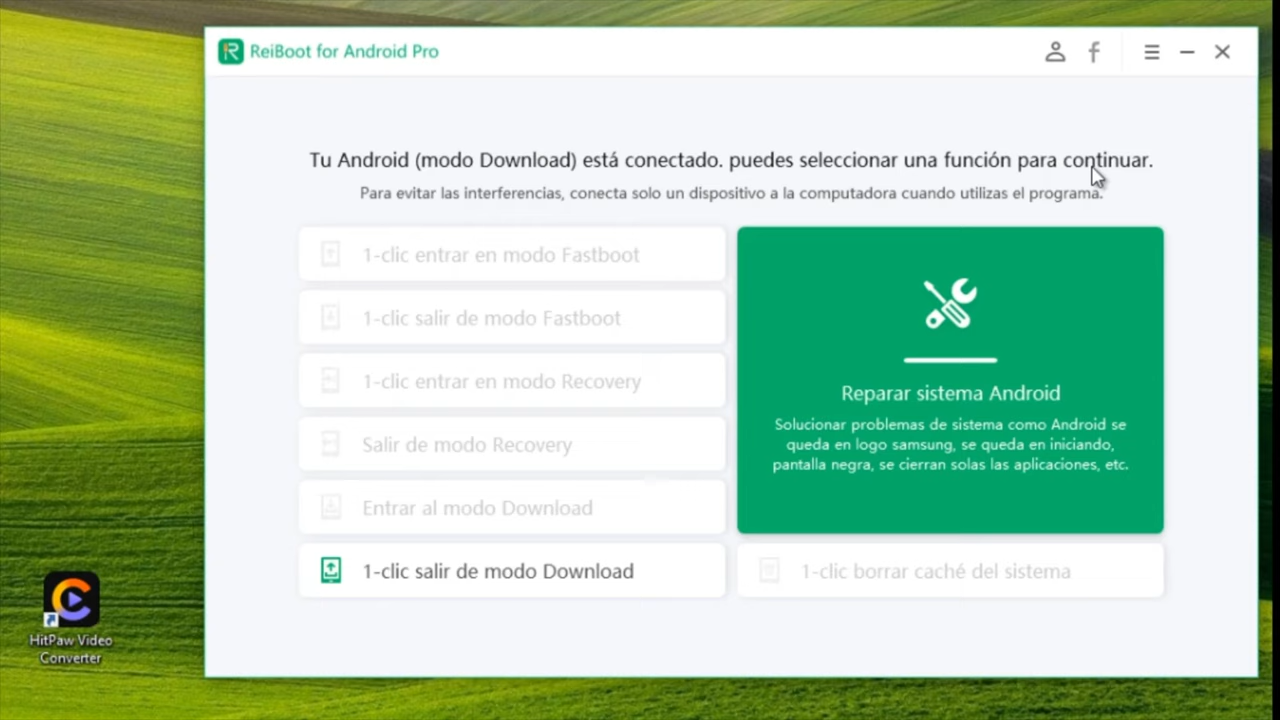 ReiBoot for Android Pro
Tu Android (modo Download) está conectado. puedes seleccionar una función para continuar.
Para evitar las interferencias, conecta solo un dispositivo a la computadora cuando utilizas el programa.
1-clic entrar en modo Fastboot
1-clic salir de modo Fastboot
1-clic entrar en modo Recovery
Salir de modo Recovery
Entrar al modo Download
1-clic salir de modo Download
Reparar sistema Android
Solucionar problemas de sistema como Android se
queda en logo samsung, se queda en iniciando,
pantalla negra, se cierran solas las aplicaciones, etc.
1-clic borrar caché del sistema
HitPaw Video
Converter